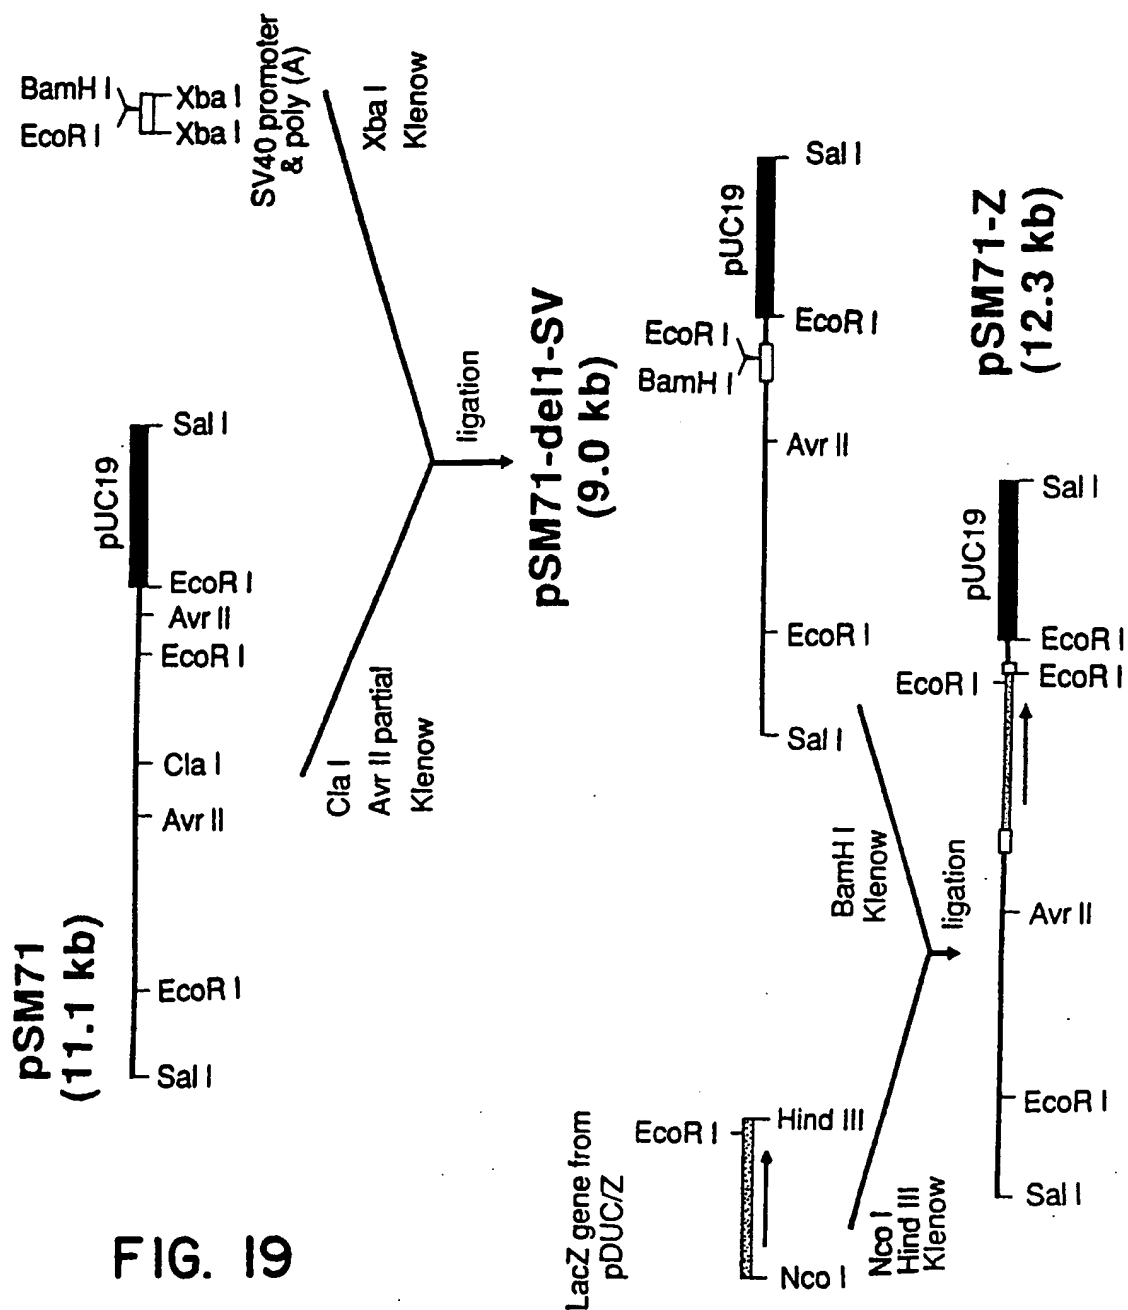 pSM71
(11.1 kb)
pUC19
Sal I
EcoR I
Avr II
Cla I
EcoR I
Avr II
EcoR I
Sal I
BamH I
EcoR I
Xba I
Xba I
SV40 promoter
& poly (A)
Cla I
Avr II partial
Klenow
Xba I
Klenow
ligation
pSM71-del1-SV
(9.0 kb)
LacZ gene from
pDUC/Z
EcoR I
Nco I
Hind III
Sal I
EcoR I
Avr II
BamH I
EcoR I
EcoR I
pUC19
Sal I
Nco I
Hind III
Klenow
BamH I
Klenow
ligation
Sal I
EcoR I
Avr II
EcoR I
EcoR I
EcoR I
pUC19
Sal I
pSM71-Z
(12.3 kb)
FIG. 19